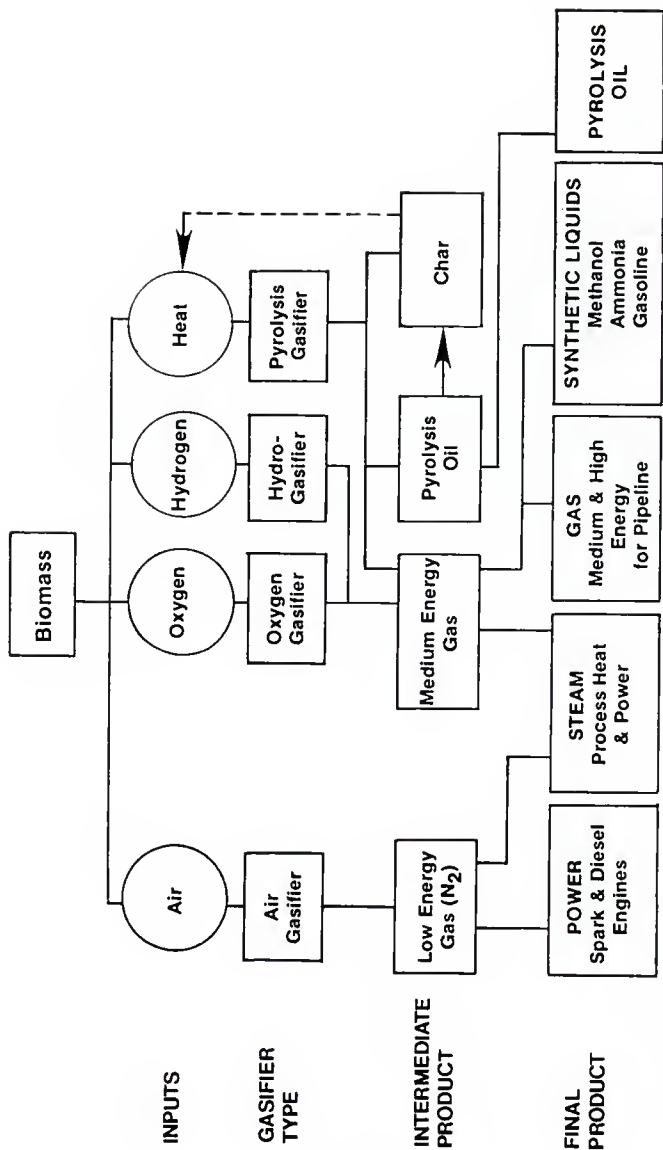 Biomass
INPUTS
Air
Oxygen
Hydrogen
Heat
GASIFIER
TYPE
Air
Gasifier
Oxygen
Gasifier
Hydro-
Gasifier
Pyrolysis
Gasifier
INTERMEDIATE
PRODUCT
Low Energy
Gas (N₂)
Medium Energy
Gas
Pyrolysis
Oil
Char
FINAL
PRODUCT
POWER
Spark & Diesel
Engines
STEAM
Process Heat
& Power
GAS
Medium & High
Energy
for Pipeline
SYNTHETIC LIQUIDS
Methanol
Ammonia
Gasoline
PYROLYSIS
OIL